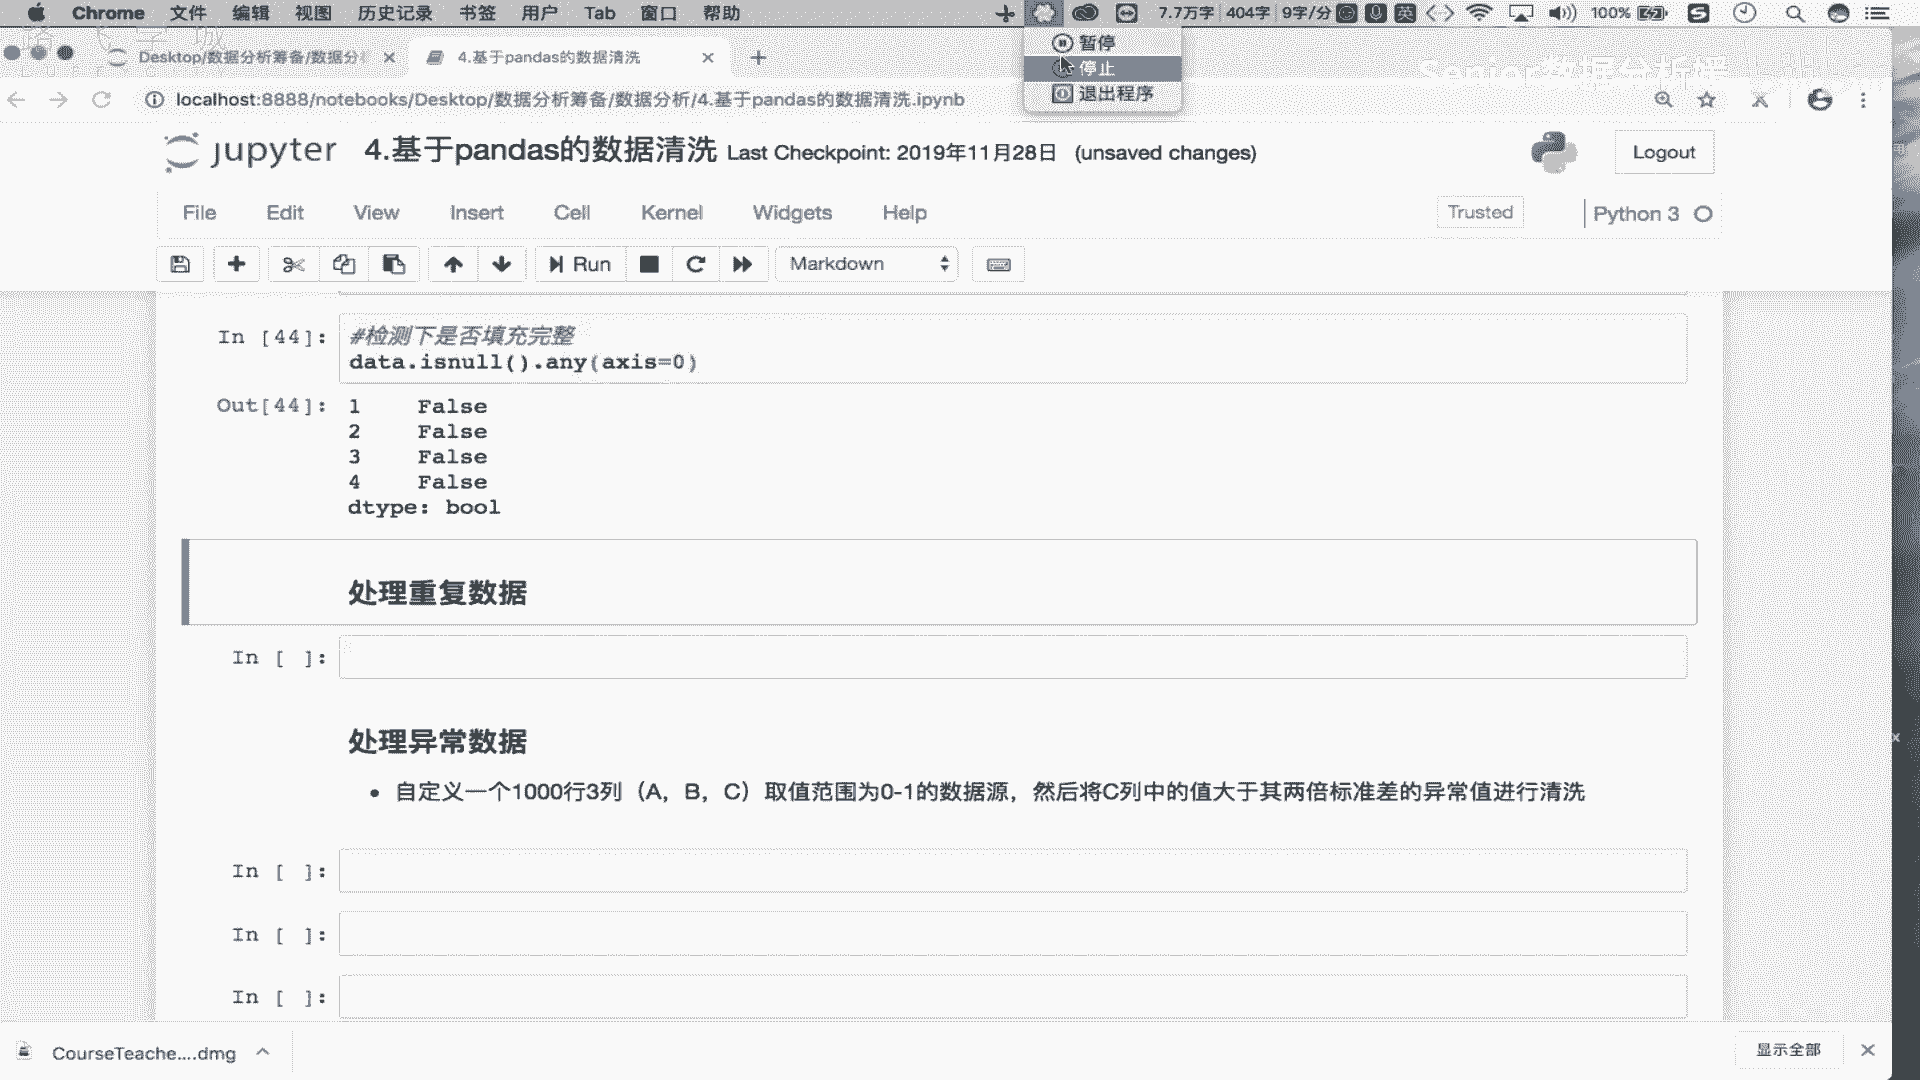 Chrome 文件 编辑 视图 历史记录 书签 用户 Tab 窗口 帮助 7.7万字 404字 9字/分 英 100%
暂停
停止
退出程序
Desktop/数据分析筹备/数据分
4.基于pandas的数据清洗
localhost:8888/notebooks/Desktop/数据分析筹备/数据分析/4.基于pandas的数据清洗.ipynb
jupyter 4.基于pandas的数据清洗 Last Checkpoint: 2019年11月28日 (unsaved changes)
Logout
File Edit View Insert Cell Kernel Widgets Help
Trusted
Python 3
Run
Markdown
In [44]: #检测下是否填充完整
data.isnull().any(axis=0)
Out[44]: 1 False
2 False
3 False
4 False
dtype: bool
处理重复数据
In [ ]:
处理异常数据
自定义一个1000行3列（A，B，C）取值范围为0-1的数据源，然后将C列中的值大于其两倍标准差的异常值进行清洗
In [ ]:
In [ ]:
In [ ]:
CourseTeache....dmg
显示全部